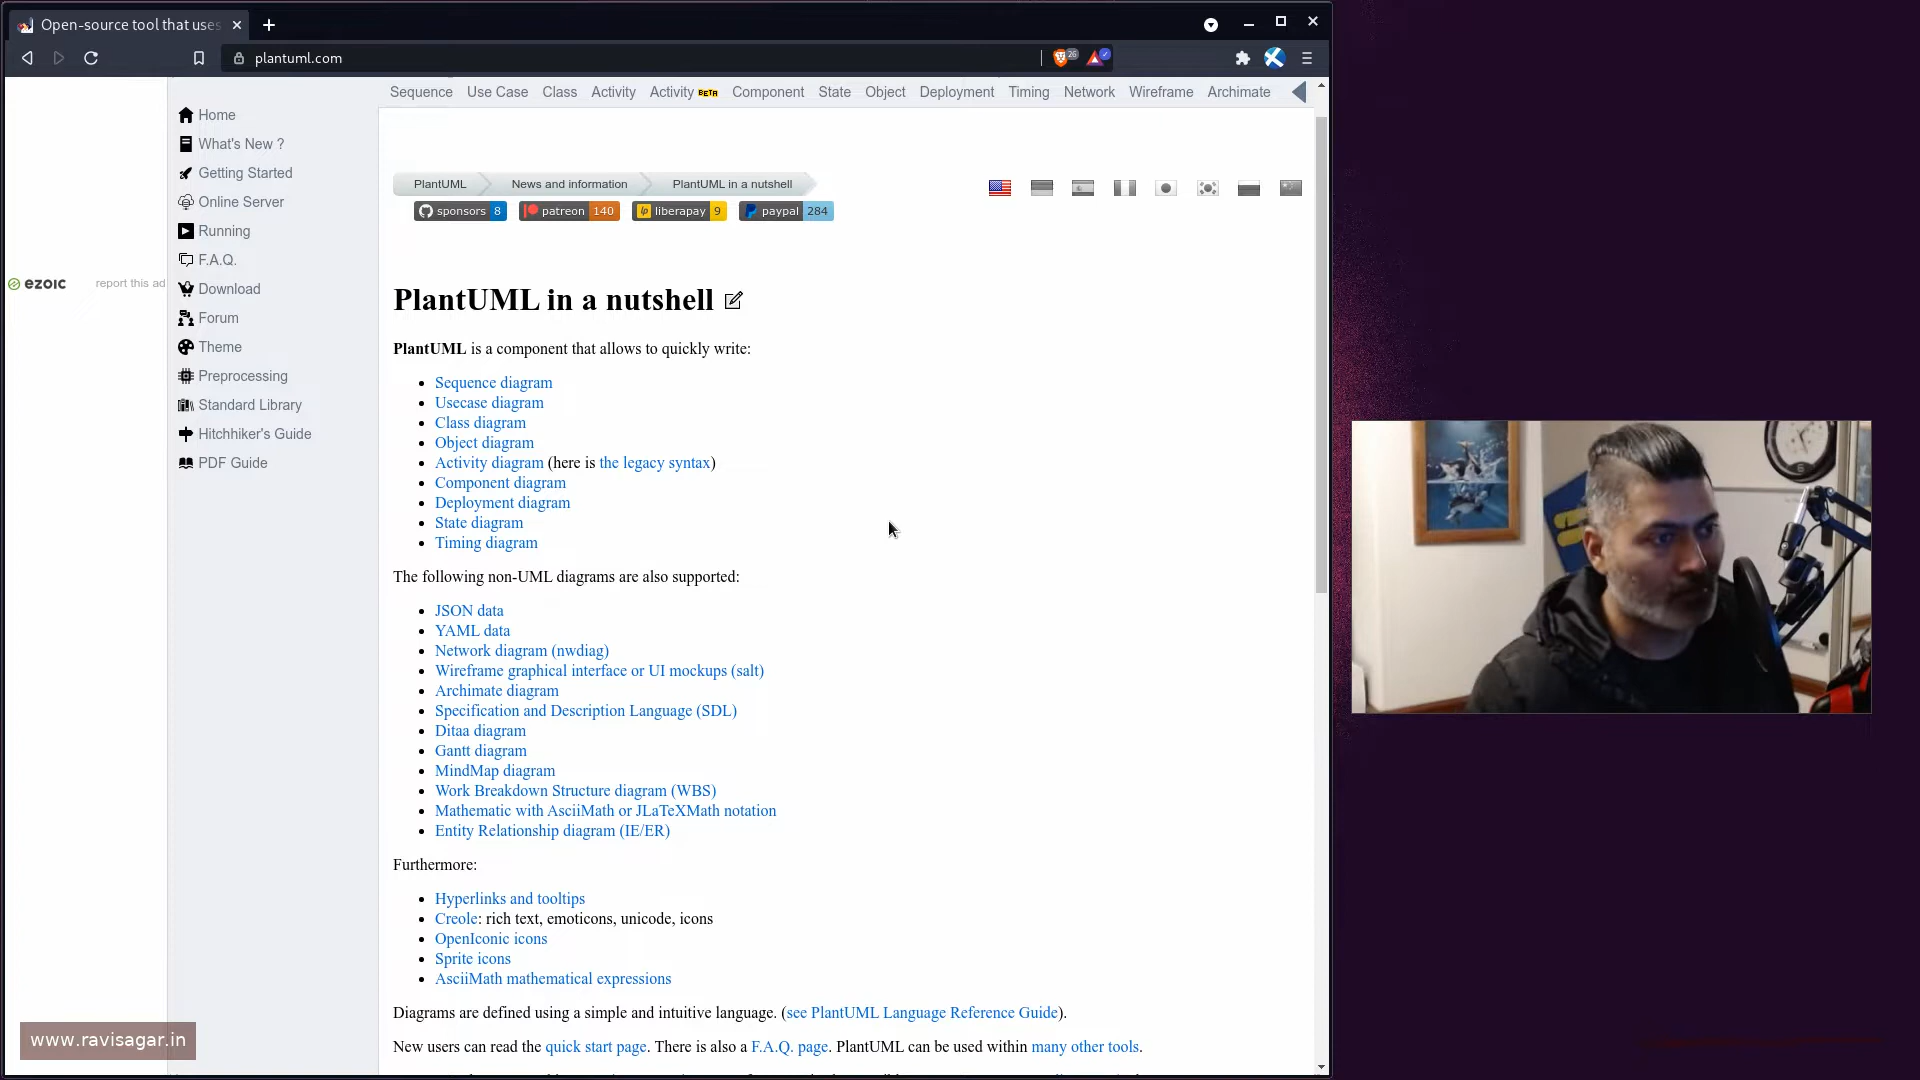 Open-source tool that uses
plantuml.com
26
Sequence Use Case Class Activity Activity BETA Component State Object Deployment Timing Network Wireframe Archimate
Home
What's New ?
Getting Started
Online Server
Running
F.A.Q.
Download
Forum
Theme
Preprocessing
Standard Library
Hitchhiker's Guide
PDF Guide
ezoic report this ad
PlantUML News and information PlantUML in a nutshell
sponsors 8 patreon 140 liberapay 9 paypal 284
PlantUML in a nutshell
PlantUML is a component that allows to quickly write:
Sequence diagram
Usecase diagram
Class diagram
Object diagram
Activity diagram (here is the legacy syntax)
Component diagram
Deployment diagram
State diagram
Timing diagram
The following non-UML diagrams are also supported:
JSON data
YAML data
Network diagram (nwdiag)
Wireframe graphical interface or UI mockups (salt)
Archimate diagram
Specification and Description Language (SDL)
Ditaa diagram
Gantt diagram
MindMap diagram
Work Breakdown Structure diagram (WBS)
Mathematic with AsciiMath or JLaTeXMath notation
Entity Relationship diagram (IE/ER)
Furthermore:
Hyperlinks and tooltips
Creole: rich text, emoticons, unicode, icons
OpenIconic icons
Sprite icons
AsciiMath mathematical expressions
Diagrams are defined using a simple and intuitive language. (see PlantUML Language Reference Guide).
New users can read the quick start page. There is also a F.A.Q. page. PlantUML can be used within many other tools.
www.ravisagar.in